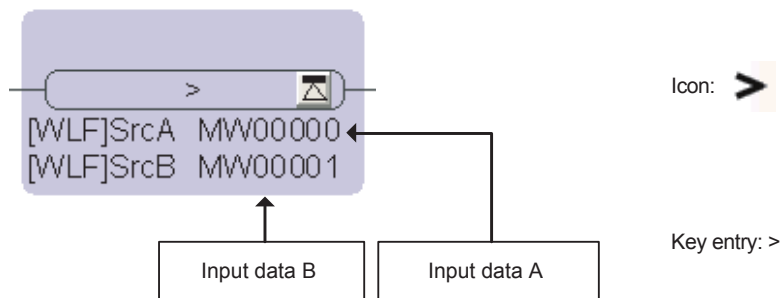 >
Icon: >
[WLF]SrcA MW00000
[WLF]SrcB MW00001
Key entry: >
Input data B
Input data A